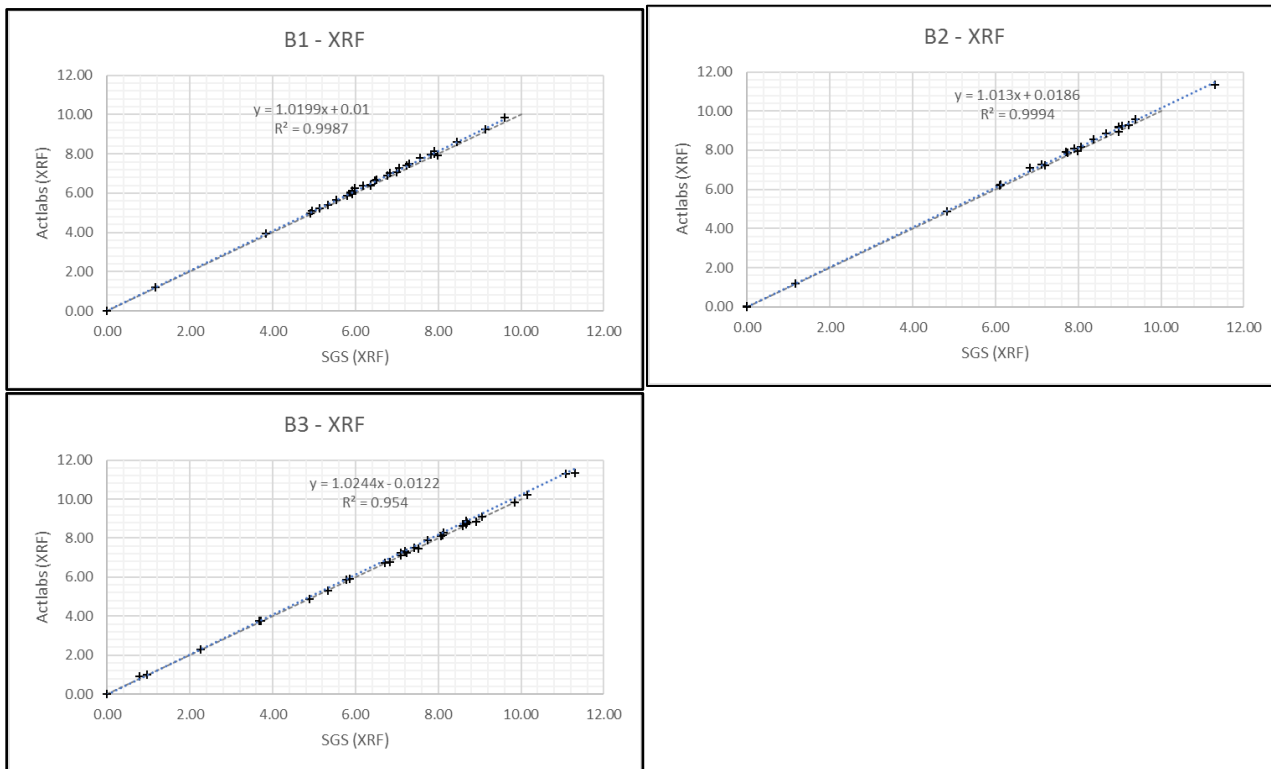 B1 - XRF
12.00
10.00
8.00
6.00
4.00
2.00
0.00
Actlabs (XRF)
y = 1.0199x + 0.01
R² = 0.9987
0.00 2.00 4.00 6.00 8.00 10.00 12.00
SGS (XRF)
B2 - XRF
12.00
10.00
8.00
6.00
4.00
2.00
0.00
Actlabs (XRF)
y = 1.013x + 0.0186
R² = 0.9994
0.00 2.00 4.00 6.00 8.00 10.00 12.00
SGS (XRF)
B3 - XRF
12.00
10.00
8.00
6.00
4.00
2.00
0.00
Actlabs (XRF)
y = 1.0244x - 0.0122
R² = 0.954
0.00 2.00 4.00 6.00 8.00 10.00 12.00
SGS (XRF)